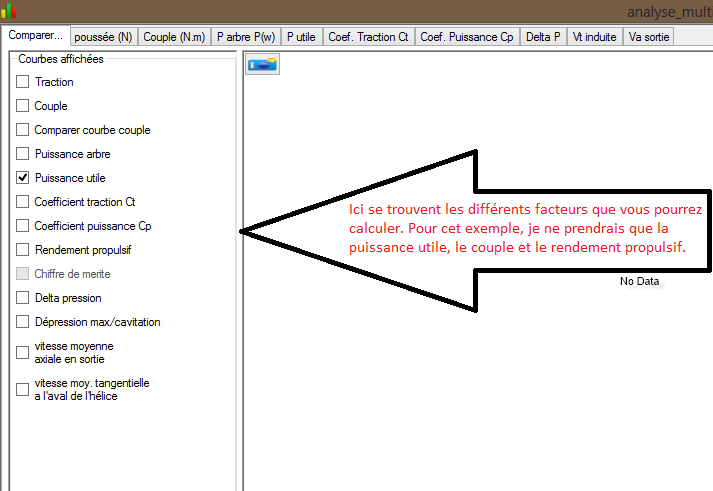 analyse_mult
Comparer... poussée (N) Couple (N.m) P arbre P(w) P utile Coef. Traction Ct Coef. Puissance Cp Delta P Vt induite Va sortie
Courbes affichées
Traction
Couple
Comparer courbe couple
Puissance arbre
Puissance utile
Coefficient traction Ct
Coefficient puissance Cp
Rendement propulsif
Chiffre de merite
Delta pression
Dépression max/cavitation
vitesse moyenne
axiale en sortie
vitesse moy. tangentielle
a l'aval de l'hélice
Ici se trouvent les différents facteurs que vous pourrez
calculer. Pour cet exemple, je ne prendrais que la
puissance utile, le couple et le rendement propulsif.
No Data